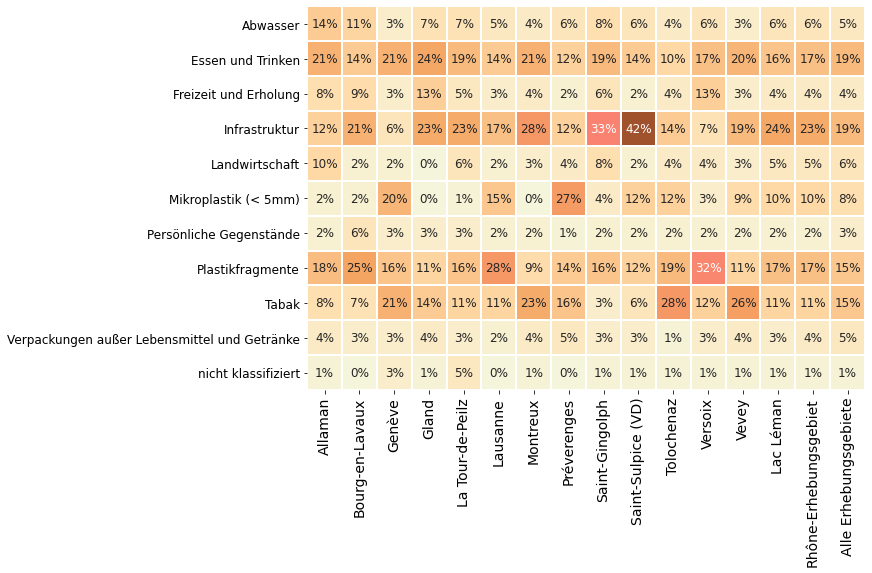 Abwasser 14% 11% 3% 7% 7% 5% 4% 6% 8% 6% 4% 6% 3% 6% 6% 5%
Essen und Trinken 21% 14% 21% 24% 19% 14% 21% 12% 19% 14% 10% 17% 20% 16% 17% 19%
Freizeit und Erholung 8% 9% 3% 13% 5% 3% 4% 2% 6% 2% 4% 13% 3% 4% 4% 4%
Infrastruktur 12% 21% 6% 23% 23% 17% 28% 12% 33% 42% 14% 7% 19% 24% 23% 19%
Landwirtschaft 10% 2% 2% 0% 6% 2% 3% 4% 8% 2% 4% 4% 3% 5% 5% 6%
Mikroplastik (< 5mm) 2% 2% 20% 0% 1% 15% 0% 27% 4% 12% 12% 3% 9% 10% 10% 8%
Persönliche Gegenstände 2% 6% 3% 3% 3% 2% 2% 1% 2% 2% 2% 2% 2% 2% 2% 3%
Plastikfragmente 18% 25% 16% 11% 16% 28% 9% 14% 16% 12% 19% 32% 11% 17% 17% 15%
Tabak 8% 7% 21% 14% 11% 11% 23% 16% 3% 6% 28% 12% 26% 11% 11% 15%
Verpackungen außer Lebensmittel und Getränke 4% 3% 3% 4% 3% 2% 4% 5% 3% 3% 1% 3% 4% 3% 4% 5%
nicht klassifiziert 1% 0% 3% 1% 5% 0% 1% 0% 1% 1% 1% 1% 1% 1% 1% 1%
Allaman
Bourg-en-Lavaux
Genève
Gland
La Tour-de-Peilz
Lausanne
Montreux
Préverenges
Saint-Gingolph
Saint-Sulpice (VD)
Tolochenaz
Versoix
Vevey
Lac Léman
Rhône-Erhebungsgebiet
Alle Erhebungsgebiete